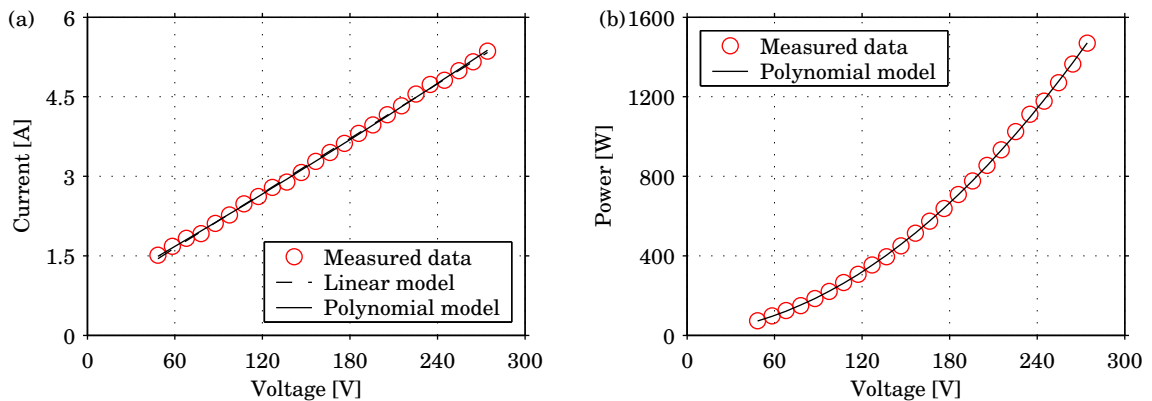 (a)
6
4.5
3
1.5
0
Current [A]
0 60 120 180 240 300
Voltage [V]
Measured data
Linear model
Polynomial model
(b)
1600
1200
800
400
0
Power [W]
0 60 120 180 240 300
Voltage [V]
Measured data
Polynomial model